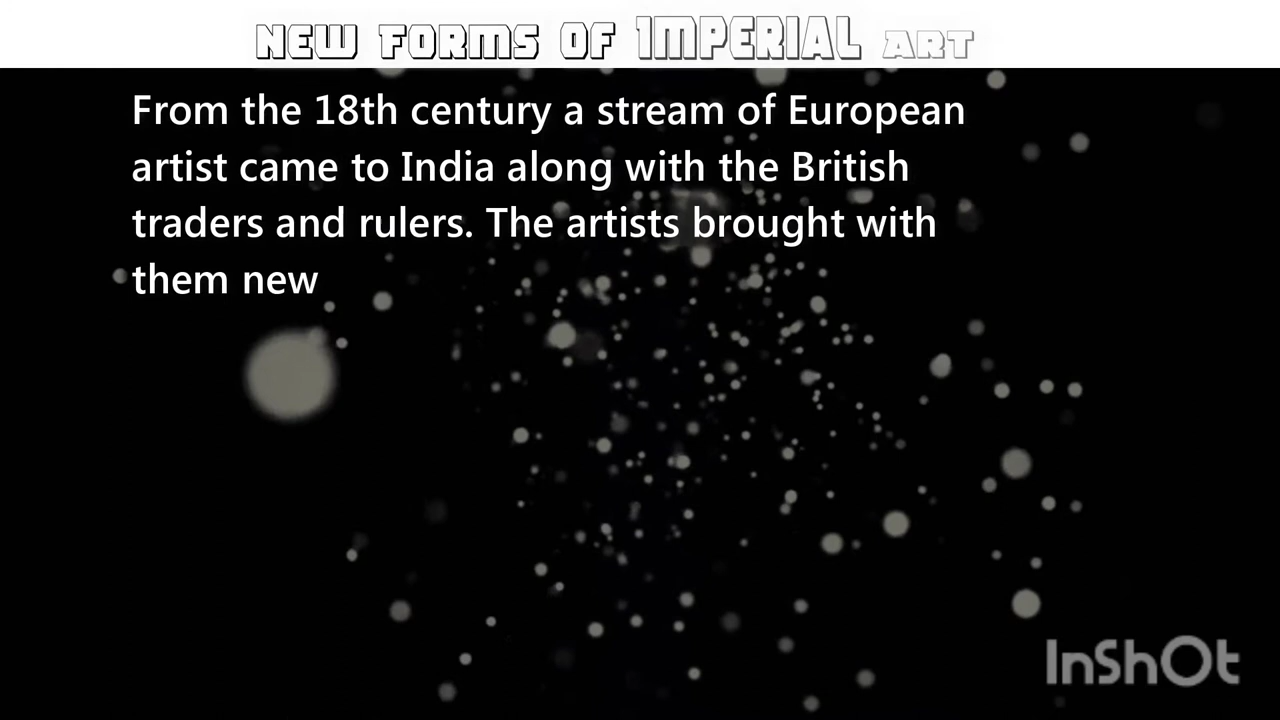 NEW FORMS OF IMPERIAL ART
From the 18th century a stream of European
artist came to India along with the British
traders and rulers. The artists brought with
them new
InShOt